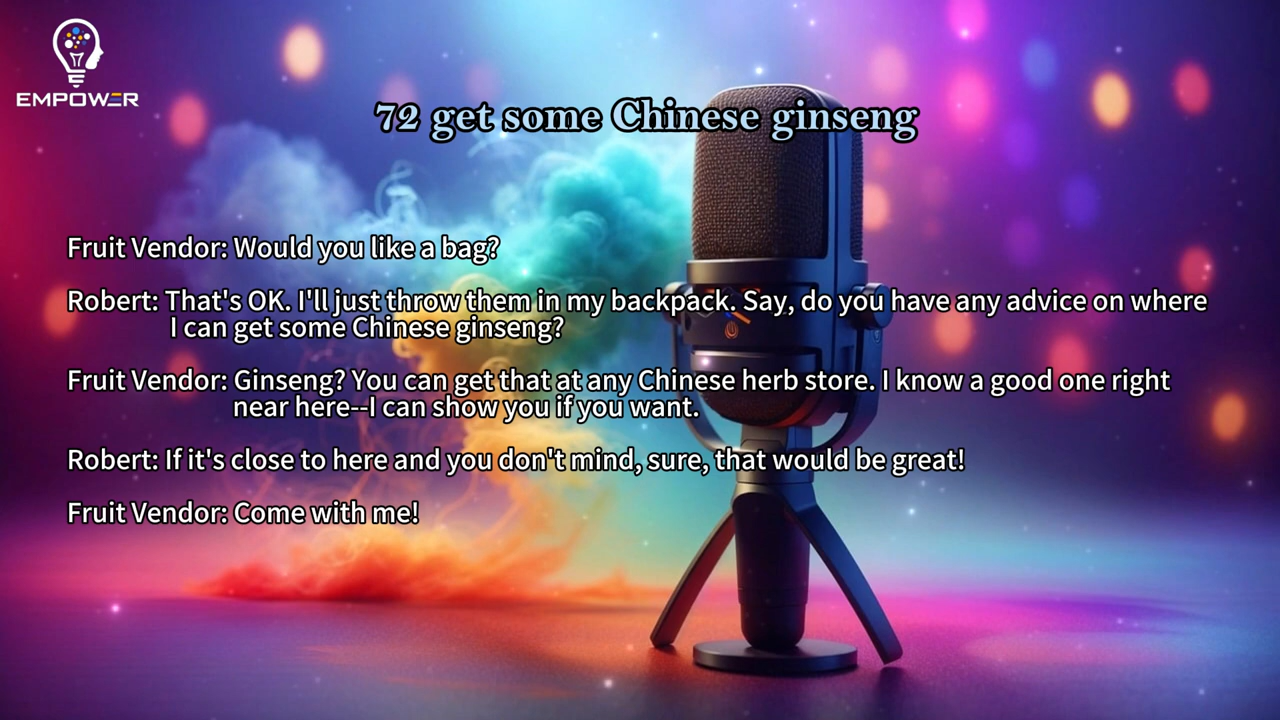 EMPOWER
72 get some Chinese ginseng
Fruit Vendor: Would you like a bag?
Robert: That's OK. I'll just throw them in my backpack. Say, do you have any advice on where
I can get some Chinese ginseng?
Fruit Vendor: Ginseng? You can get that at any Chinese herb store. I know a good one right
near here--I can show you if you want.
Robert: If it's close to here and you don't mind, sure, that would be great!
Fruit Vendor: Come with me!